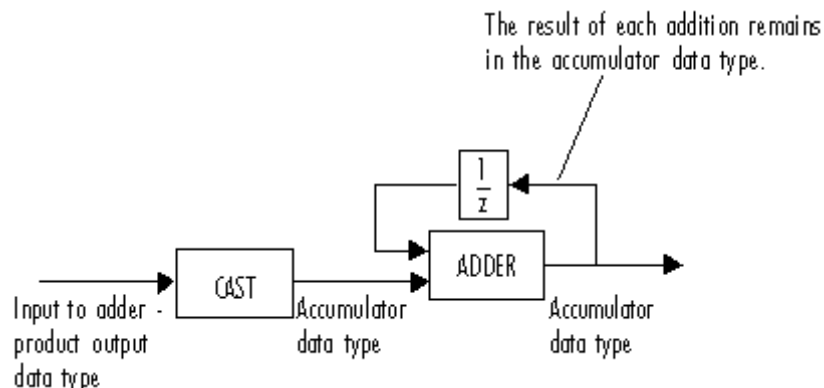 The result of each addition remains
in the accumulator data type.
1
z
ADDER
CAST
Input to adder -
product output
data type
Accumulator
data type
Accumulator
data type